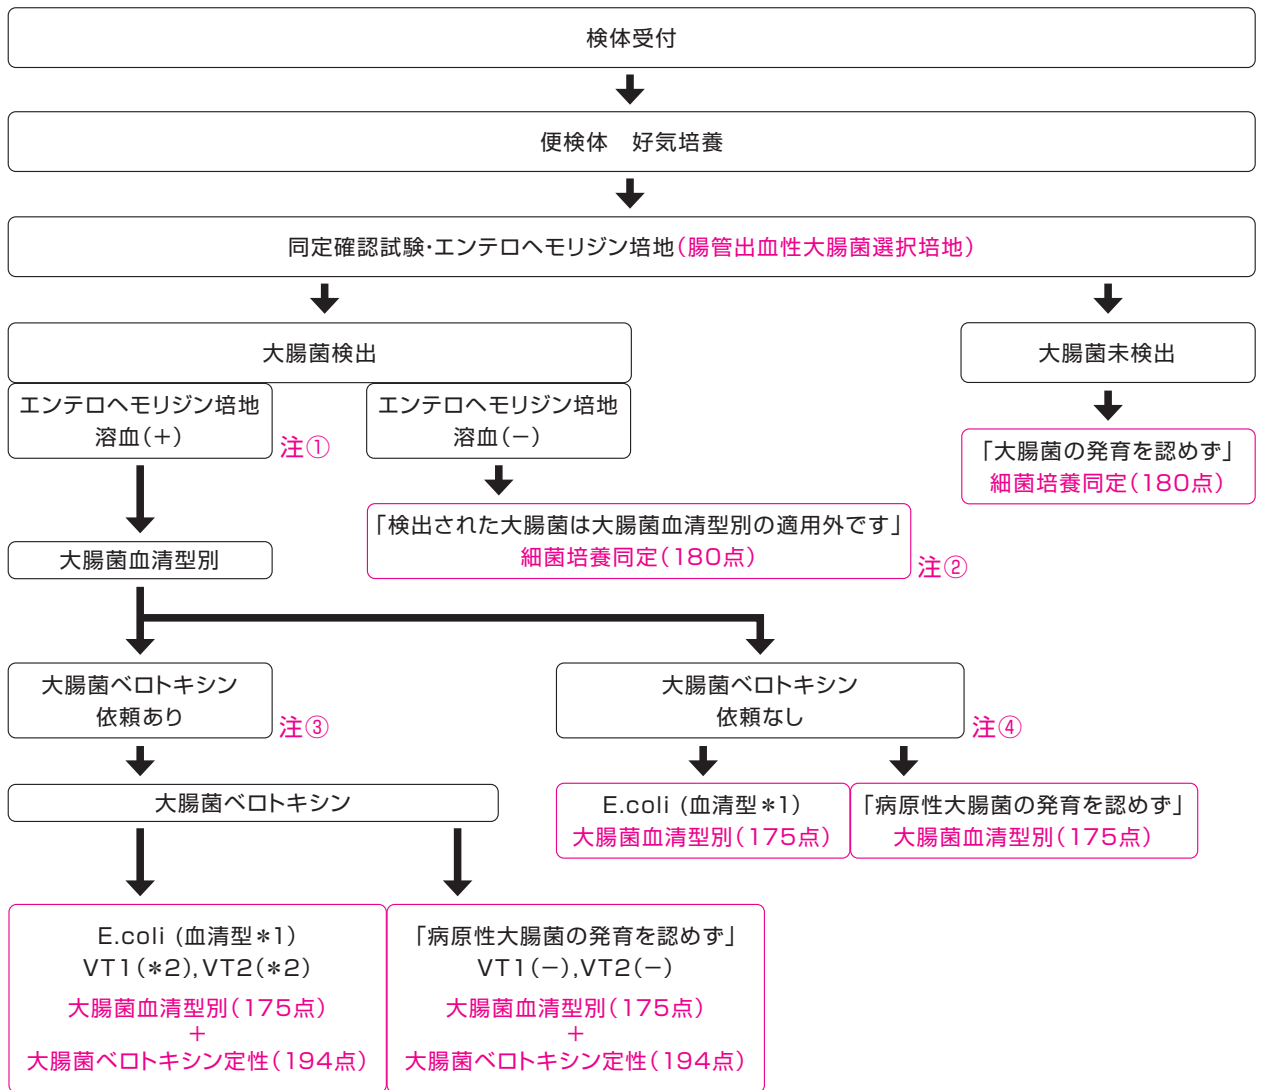 検体受付
便検体　好気培養
同定確認試験・エンテロヘモリジン培地（腸管出血性大腸菌選択培地）
大腸菌検出
大腸菌未検出
エンテロヘモリジン培地
溶血（＋）
注①
エンテロヘモリジン培地
溶血（－）
「大腸菌の発育を認めず」
細菌培養同定（180点）
「検出された大腸菌は大腸菌血清型別の適用外です」
細菌培養同定（180点）
注②
大腸菌血清型別
大腸菌ベロトキシン
依頼あり
注③
大腸菌ベロトキシン
依頼なし
注④
大腸菌ベロトキシン
E.coli（血清型＊1）
大腸菌血清型別（175点）
「病原性大腸菌の発育を認めず」
大腸菌血清型別（175点）
E.coli（血清型＊1）
VT1（＊2）,VT2（＊2）
大腸菌血清型別（175点）
＋
大腸菌ベロトキシン定性（194点）
「病原性大腸菌の発育を認めず」
VT1（－）,VT2（－）
大腸菌血清型別（175点）
＋
大腸菌ベロトキシン定性（194点）